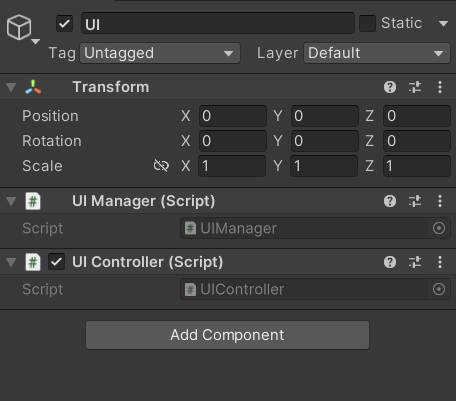 UI Static
Tag Untagged Layer Default
Transform
Position X 0 Y 0 Z 0
Rotation X 0 Y 0 Z 0
Scale X 1 Y 1 Z 1
UI Manager (Script)
Script # UIManager
# UI Controller (Script)
Script # UIController
Add Component